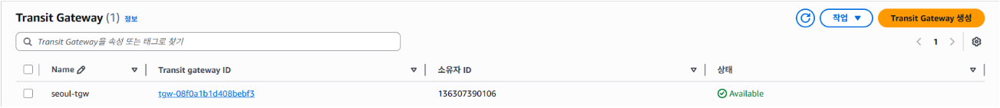 Transit Gateway (1) 정보
작업
Transit Gateway 생성
Transit Gateway을 속성 또는 태그로 찾기
1
Name Transit gateway ID 소유자 ID 상태
seoul-tgw tgw-08f0a1b1d408bebf3 136307390106 Available